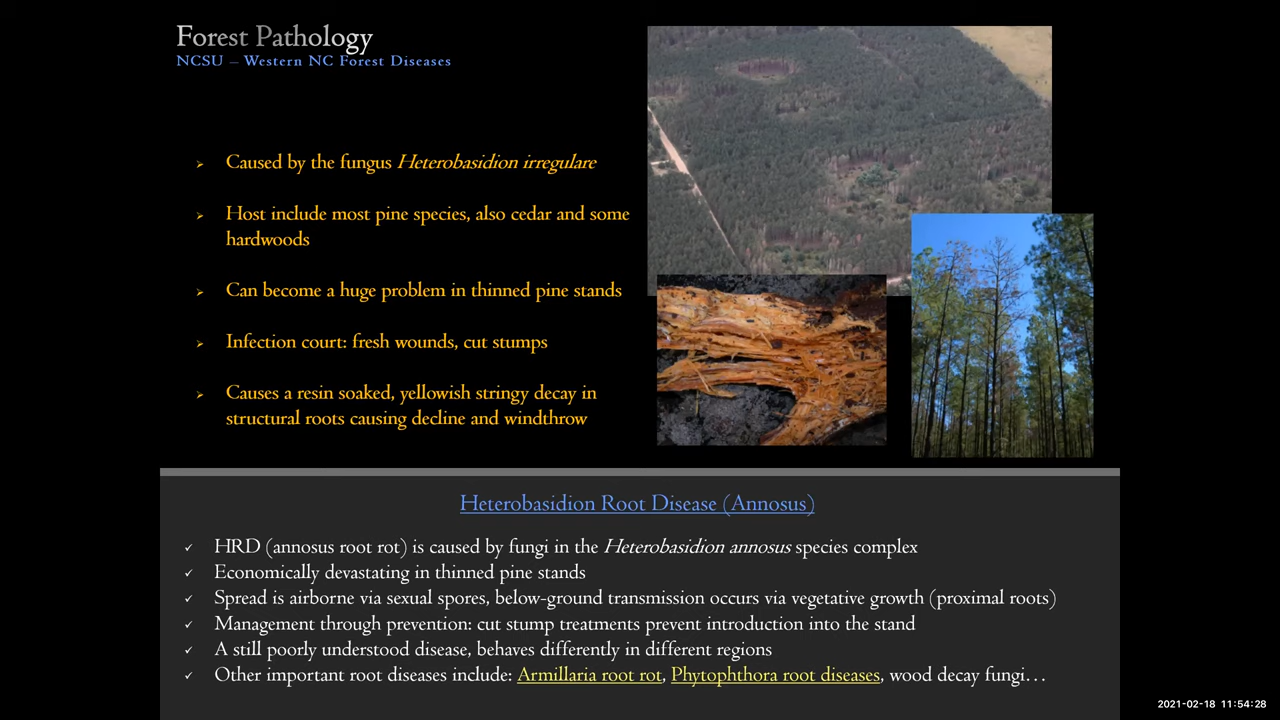 Forest Pathology
NCSU – Western NC Forest Diseases
➢ Caused by the fungus Heterobasidion irregulare
➢ Host include most pine species, also cedar and some
hardwoods
➢ Can become a huge problem in thinned pine stands
➢ Infection court: fresh wounds, cut stumps
➢ Causes a resin soaked, yellowish stringy decay in
structural roots causing decline and windthrow
Heterobasidion Root Disease (Annosus)
✓ HRD (annosus root rot) is caused by fungi in the Heterobasidion annosus species complex
✓ Economically devastating in thinned pine stands
✓ Spread is airborne via sexual spores, below-ground transmission occurs via vegetative growth (proximal roots)
✓ Management through prevention: cut stump treatments prevent introduction into the stand
✓ A still poorly understood disease, behaves differently in different regions
✓ Other important root diseases include: Armillaria root rot, Phytophthora root diseases, wood decay fungi…
2021-02-18 11:54:28